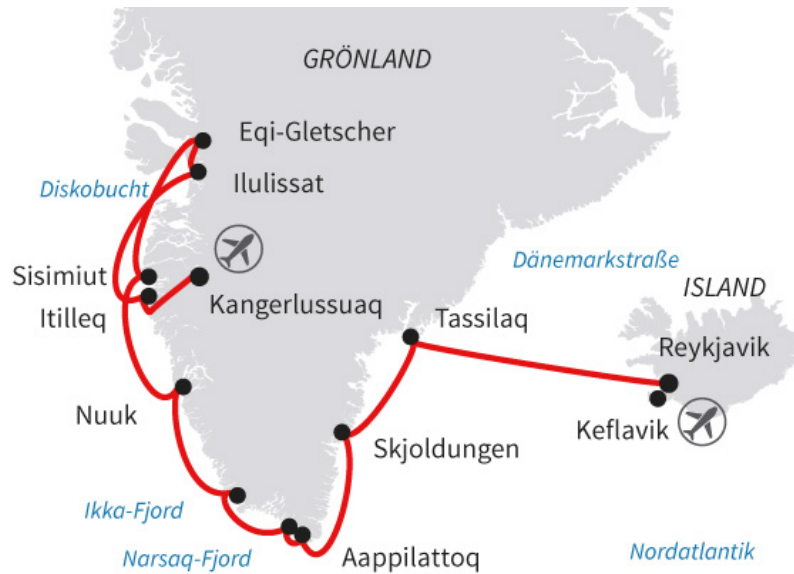 GRÖNLAND
Eqi-Gletscher
Ilulissat
Diskobucht
Dänemarkstraße
Sisimiut
ISLAND
Kangerlussuaq
Itilleq
Tassilaq
Reykjavik
Nuuk
Keflavik
Skjoldungen
Ikka-Fjord
Narsaq-Fjord
Aappilattoq
Nordatlantik